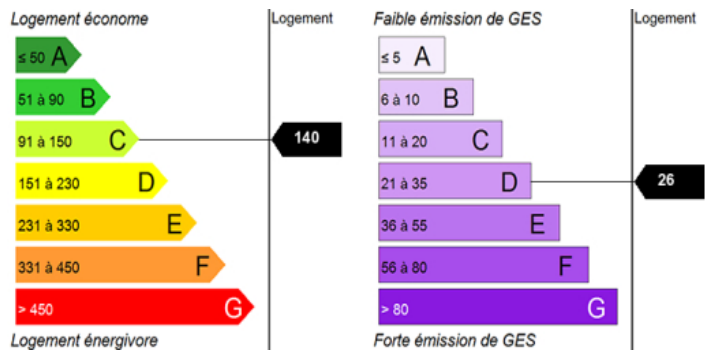 Logement économe
Logement
≤ 50 A
51 à 90 B
91 à 150 C
140
151 à 230 D
231 à 330 E
331 à 450 F
> 450 G
Logement énergivore
Faible émission de GES
Logement
≤ 5 A
6 à 10 B
11 à 20 C
21 à 35 D
26
36 à 55 E
56 à 80 F
> 80 G
Forte émission de GES